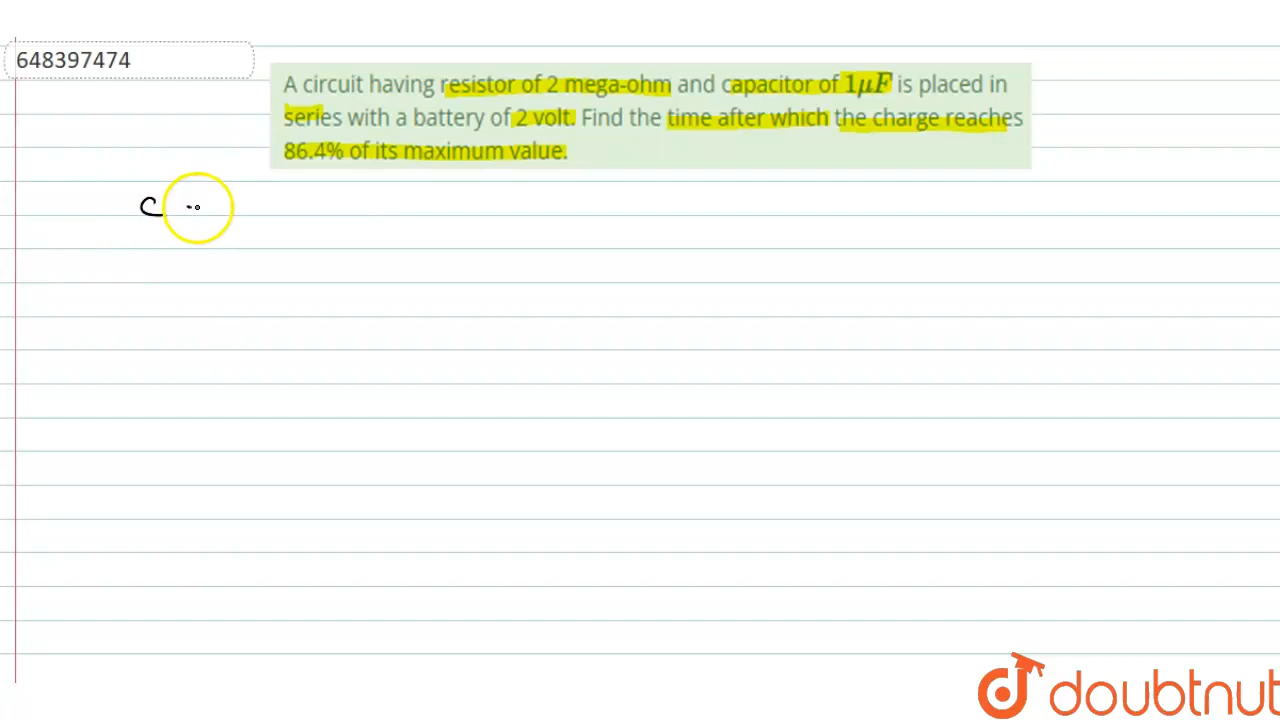 648397474
A circuit having resistor of 2 mega-ohm and capacitor of 1μF is placed in
series with a battery of 2 volt. Find the time after which the charge reaches
86.4% of its maximum value.
C
doubtnut